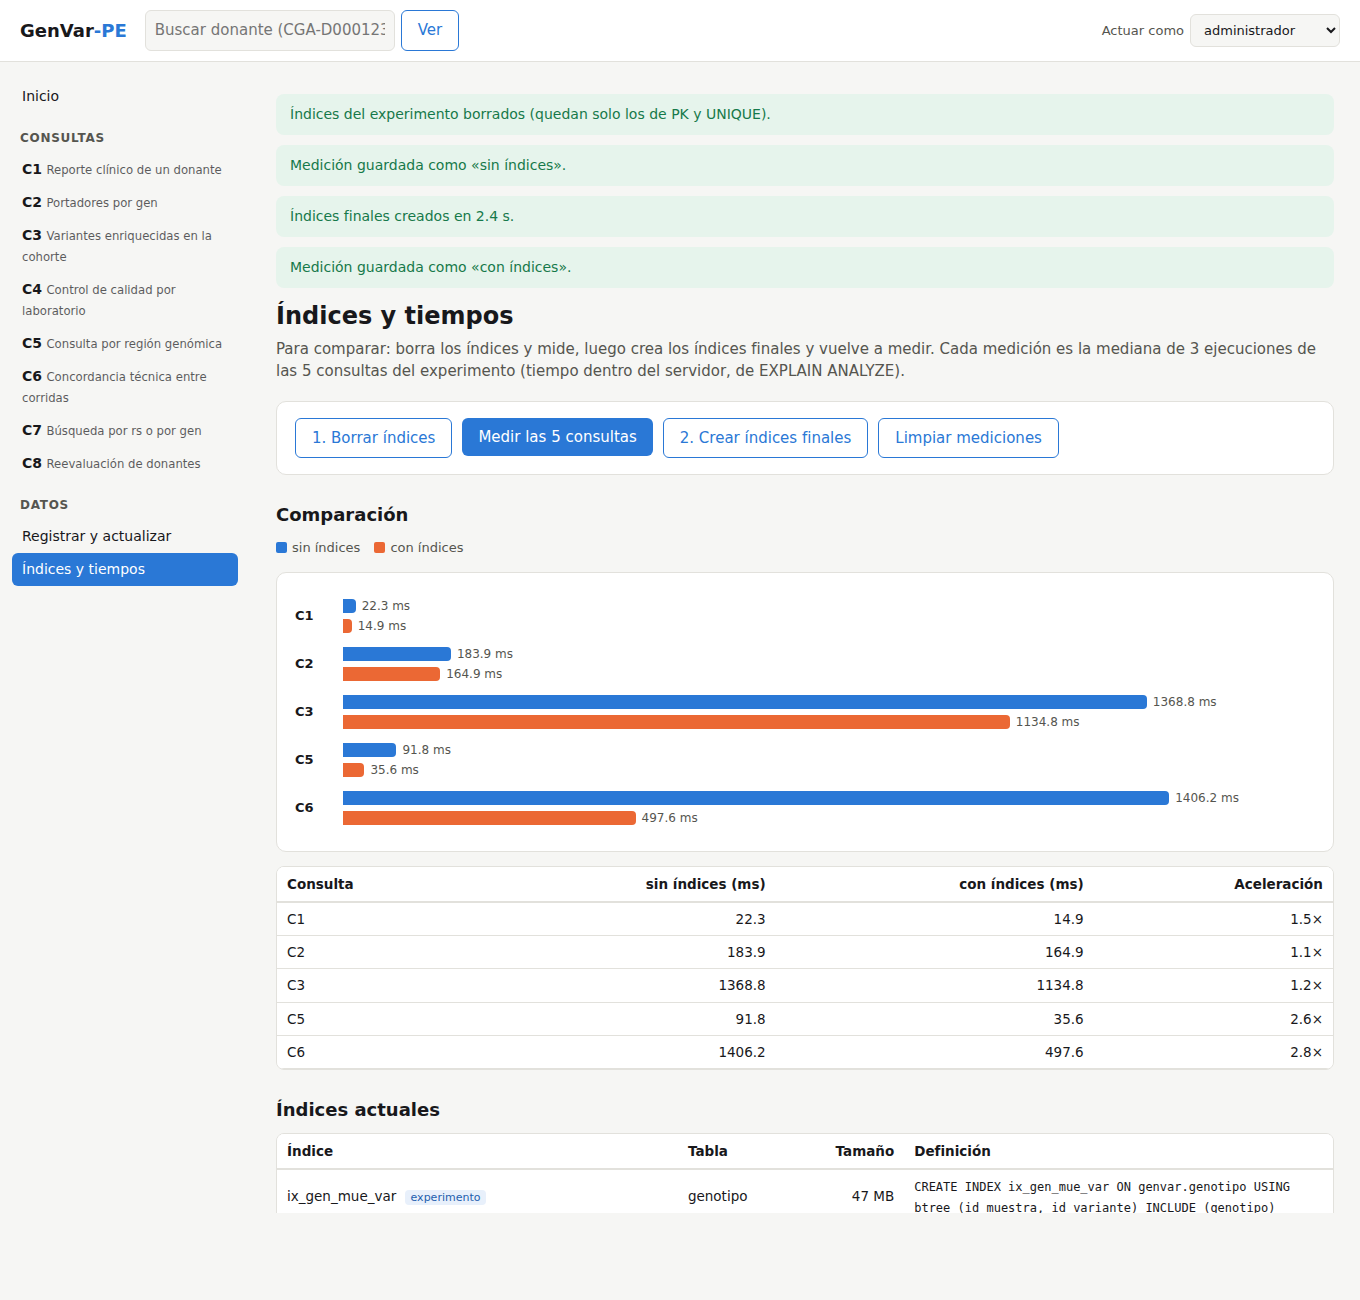 GenVar-PE
Buscar donante (CGA-D000123
Ver
Actuar como
administrador
Inicio
CONSULTAS
C1 Reporte clínico de un donante
C2 Portadores por gen
C3 Variantes enriquecidas en la
cohorte
C4 Control de calidad por
laboratorio
C5 Consulta por región genómica
C6 Concordancia técnica entre
corridas
C7 Búsqueda por rs o por gen
C8 Reevaluación de donantes
DATOS
Registrar y actualizar
Índices y tiempos
Índices del experimento borrados (quedan solo los de PK y UNIQUE).
Medición guardada como «sin índices».
Índices finales creados en 2.4 s.
Medición guardada como «con índices».
Índices y tiempos
Para comparar: borra los índices y mide, luego crea los índices finales y vuelve a medir. Cada medición es la mediana de 3 ejecuciones de
las 5 consultas del experimento (tiempo dentro del servidor, de EXPLAIN ANALYZE).
1. Borrar índices
Medir las 5 consultas
2. Crear índices finales
Limpiar mediciones
Comparación
sin índices con índices
C1
22.3 ms
14.9 ms
C2
183.9 ms
164.9 ms
C3
1368.8 ms
1134.8 ms
C5
91.8 ms
35.6 ms
C6
1406.2 ms
497.6 ms
Consulta sin índices (ms) con índices (ms) Aceleración
C1 22.3 14.9 1.5×
C2 183.9 164.9 1.1×
C3 1368.8 1134.8 1.2×
C5 91.8 35.6 2.6×
C6 1406.2 497.6 2.8×
Índices actuales
Índice Tabla Tamaño Definición
ix_gen_mue_var experimento genotipo 47 MB CREATE INDEX ix_gen_mue_var ON genvar.genotipo USING
btree (id_muestra, id_variante) INCLUDE (genotipo)